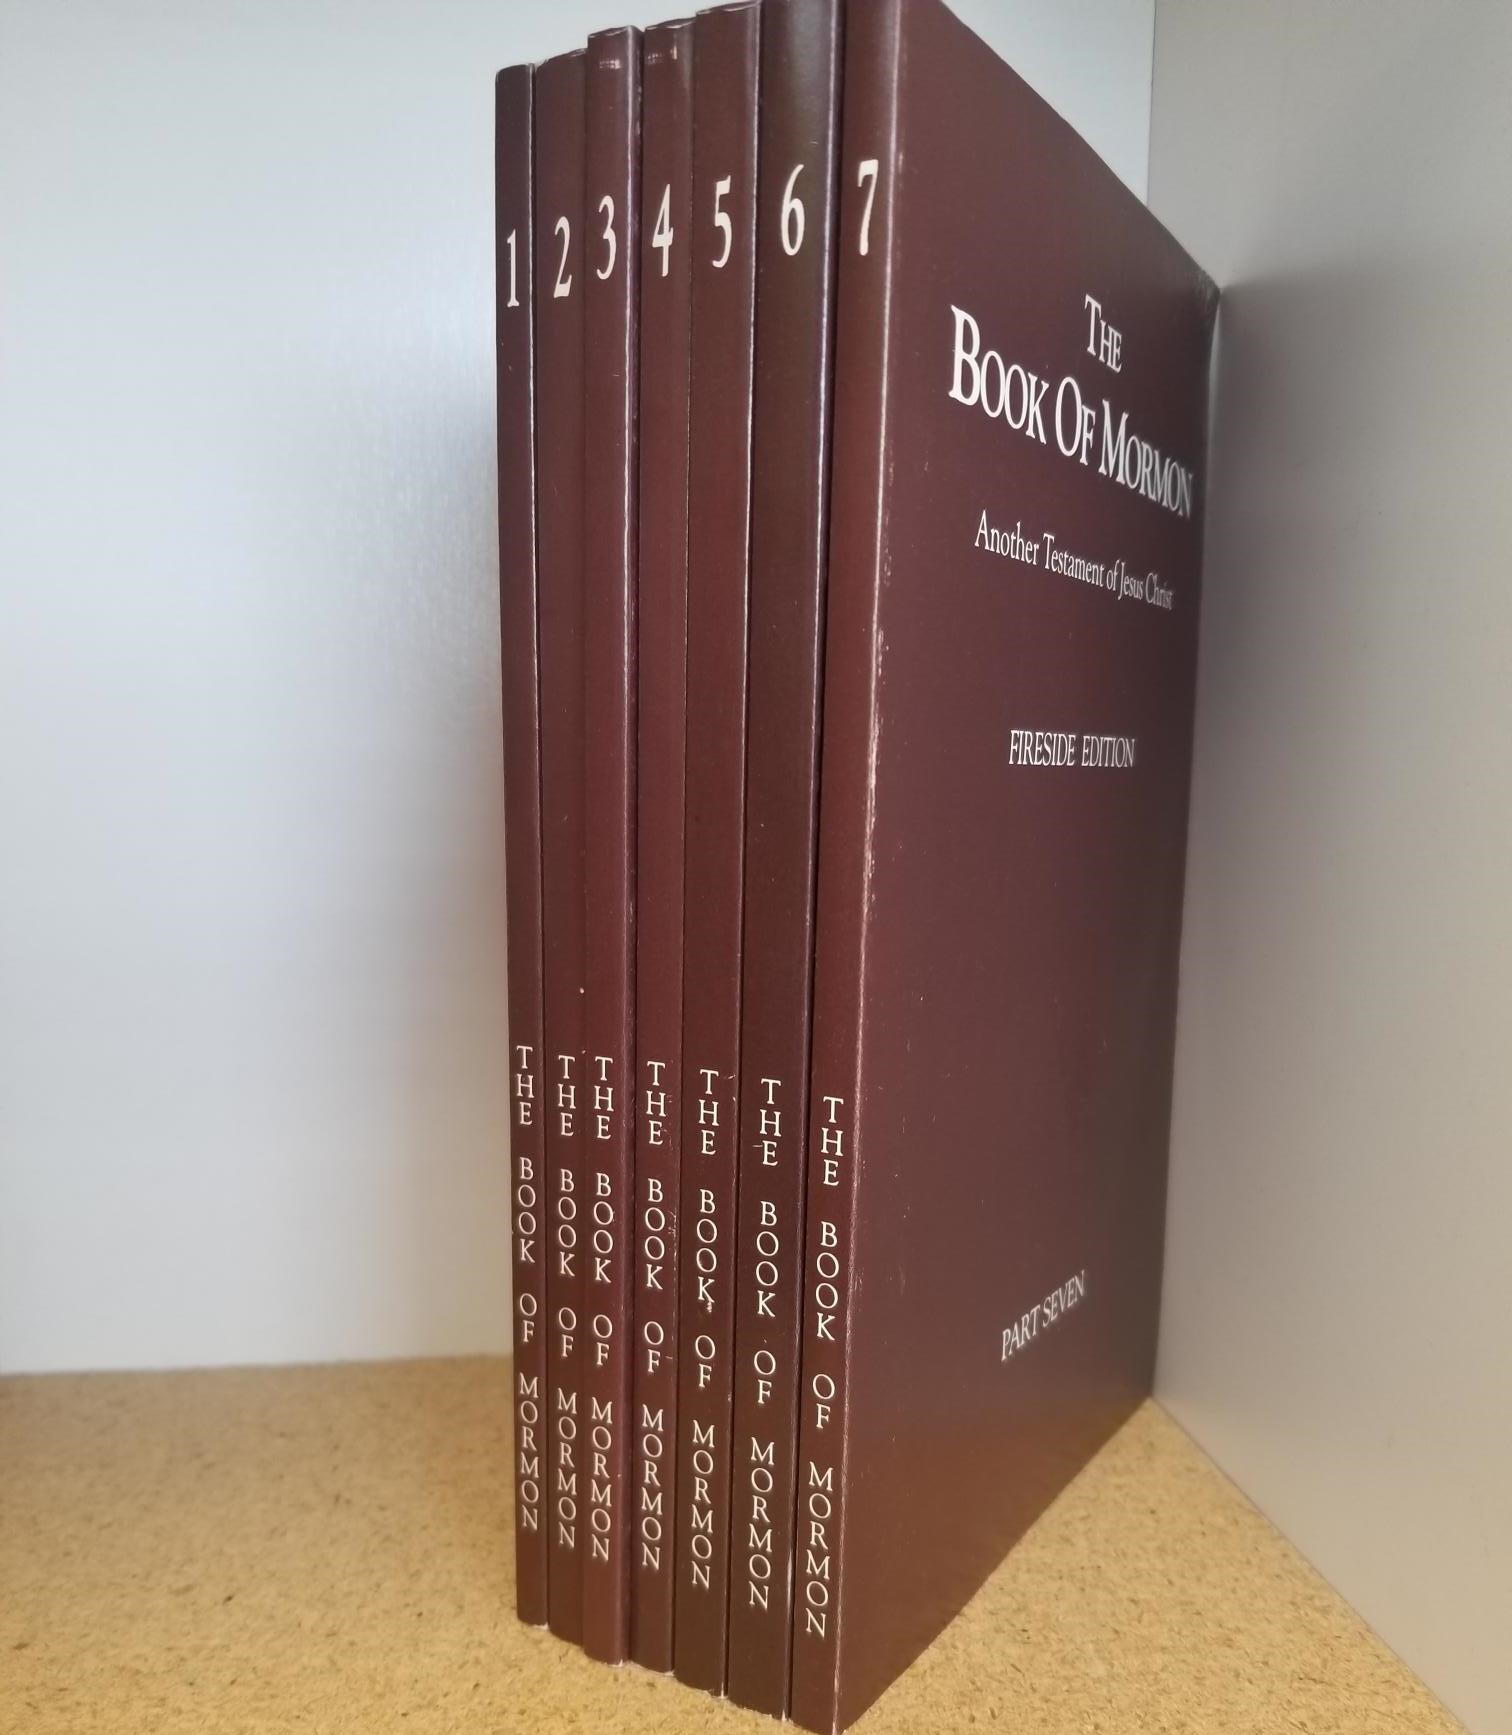 1
THE BOOK OF MORMON
2
THE BOOK OF MORMON
3
THE BOOK OF MORMON
4
THE BOOK OF MORMON
5
THE BOOK OF MORMON
6
THE BOOK OF MORMON
7
THE BOOK OF MORMON
THE
BOOK OF MORMON
Another Testament of Jesus Christ
FIRESIDE EDITION
PART SEVEN